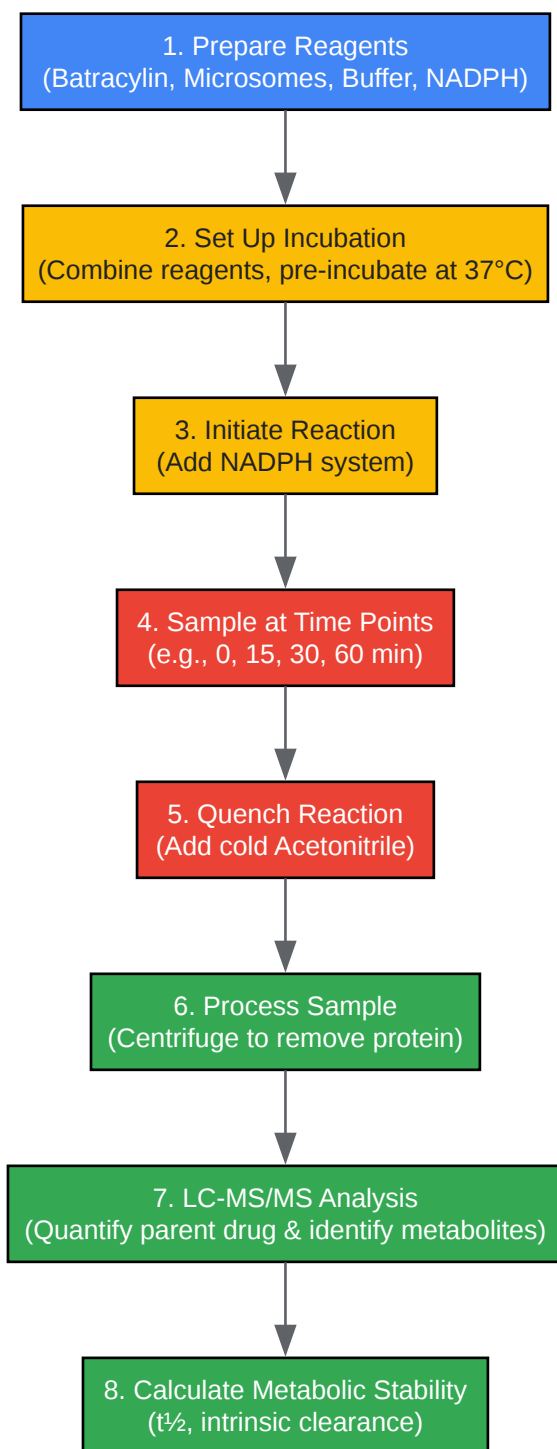 1. Prepare Reagents
(Batracylin, Microsomes, Buffer, NADPH)
2. Set Up Incubation
(Combine reagents, pre-incubate at 37°C)
3. Initiate Reaction
(Add NADPH system)
4. Sample at Time Points
(e.g., 0, 15, 30, 60 min)
5. Quench Reaction
(Add cold Acetonitrile)
6. Process Sample
(Centrifuge to remove protein)
7. LC-MS/MS Analysis
(Quantify parent drug & identify metabolites)
8. Calculate Metabolic Stability
(t½, intrinsic clearance)